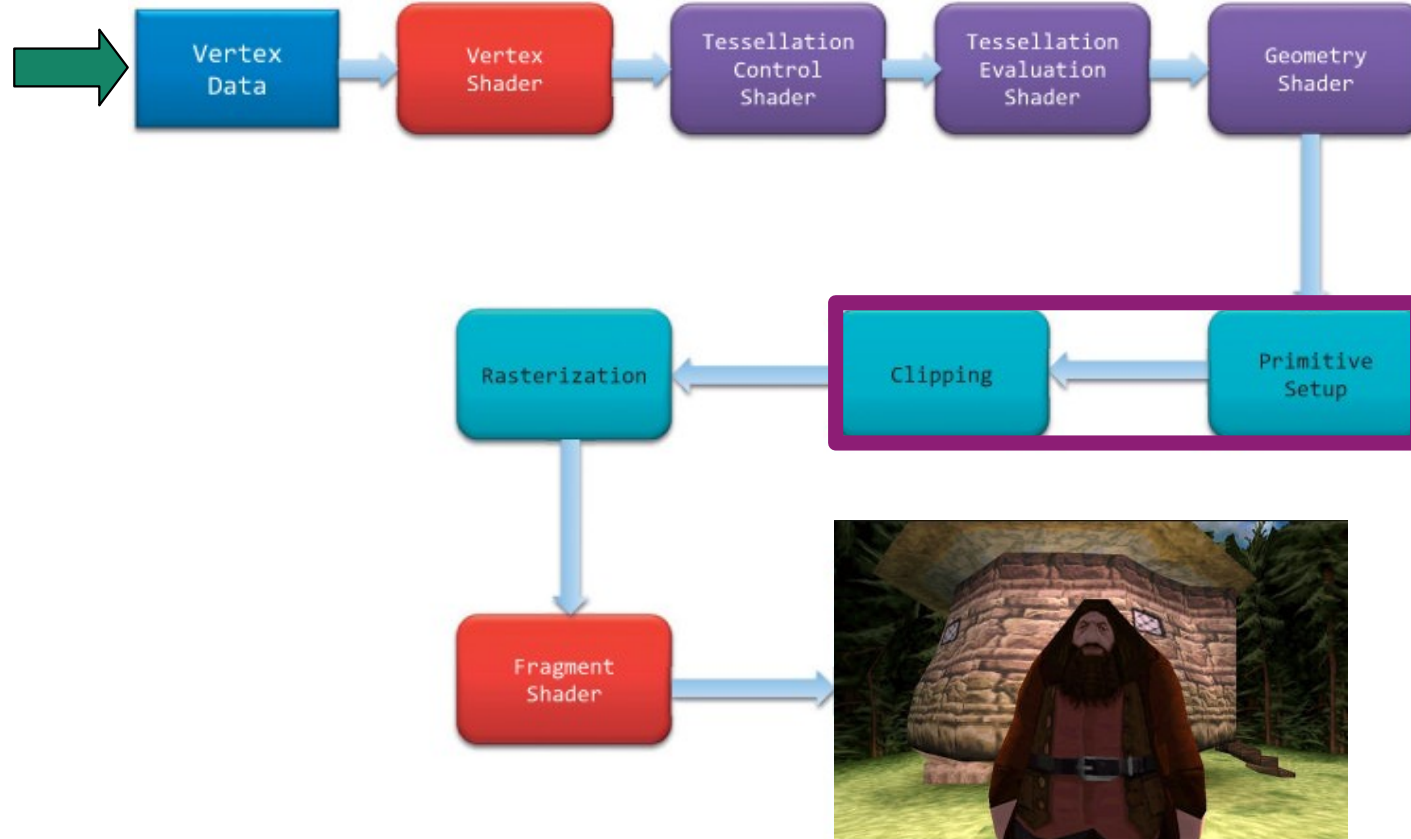 Vertex
Data
Vertex
Shader
Tessellation
Control
Shader
Tessellation
Evaluation
Shader
Geometry
Shader
Primitive
Setup
Clipping
Rasterization
Fragment
Shader